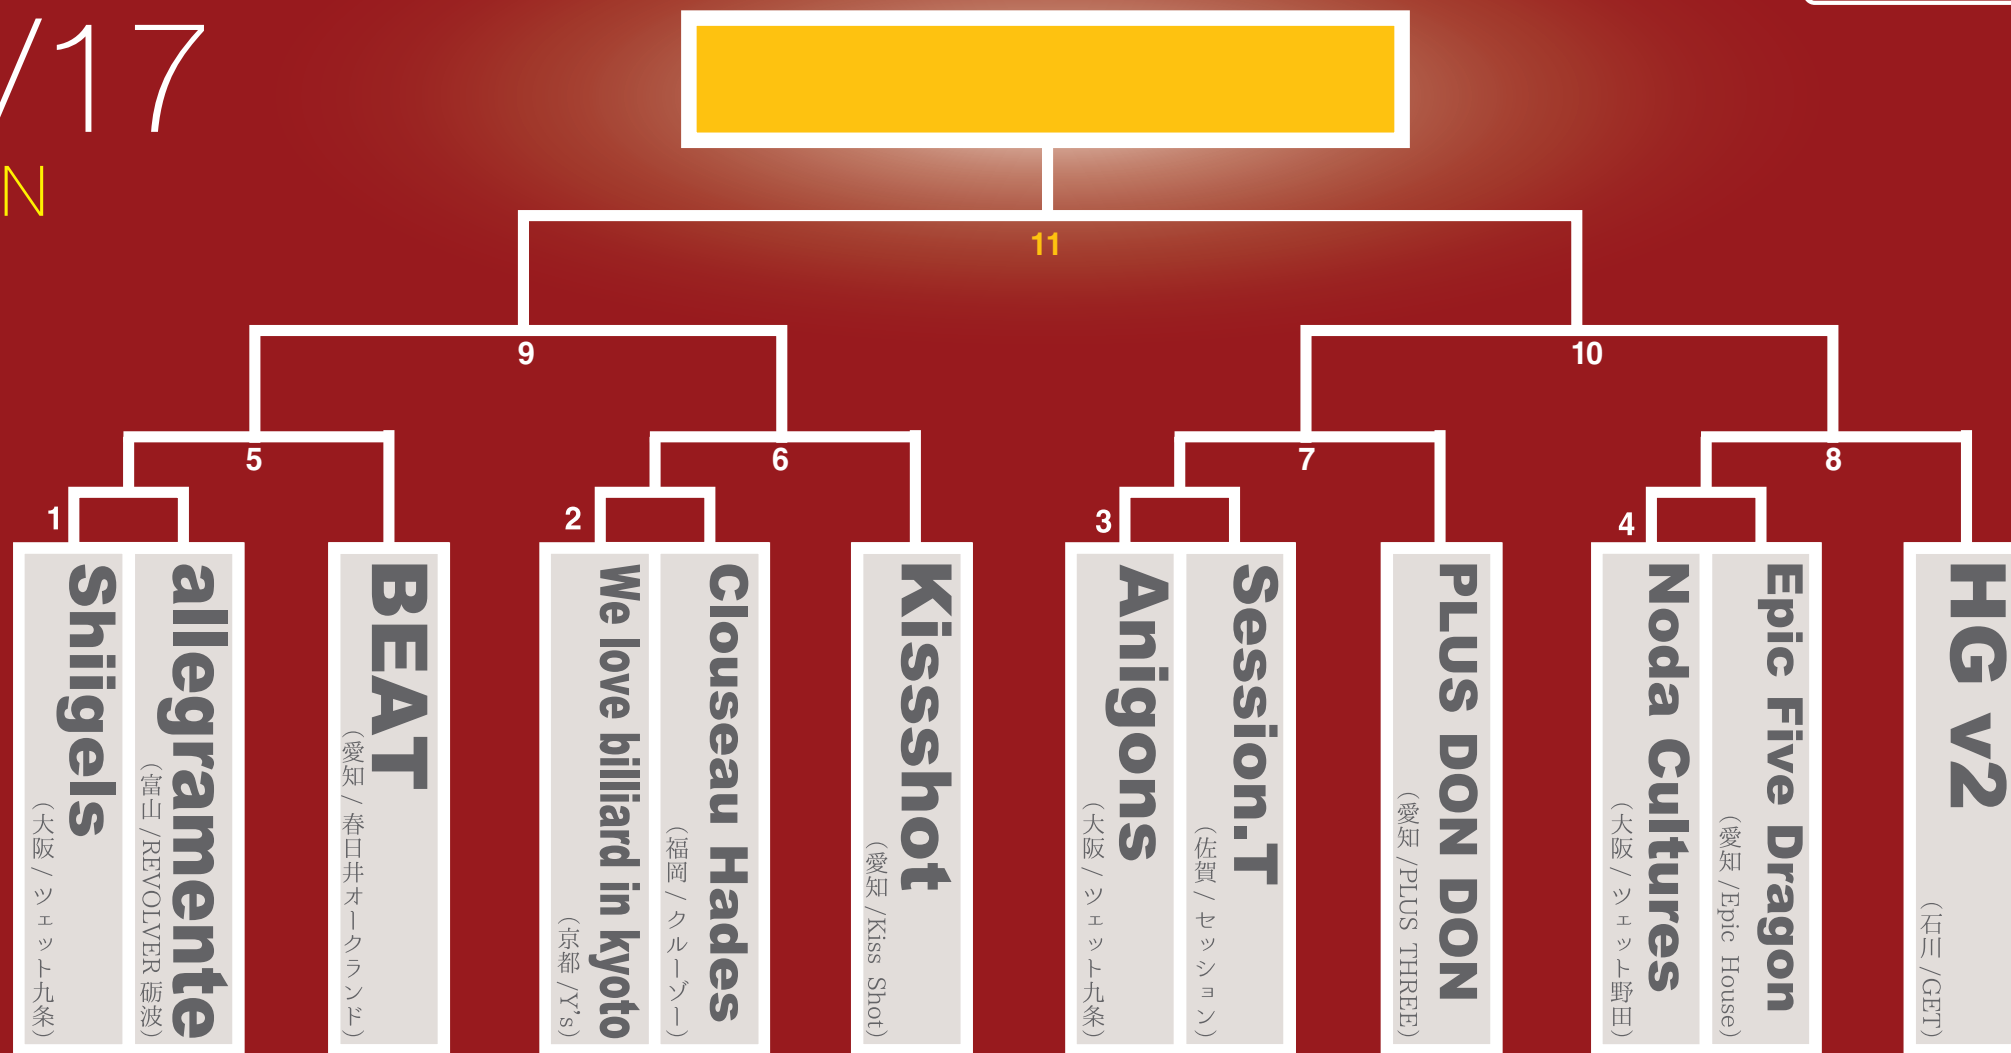 /17
N
11
9
10
5
6
7
8
1
2
3
4
Shiigels
(大阪/ツェット九条)
allegramente
(富山/REVOLVER 砺波)
BEAT
(愛知/春日井オークランド)
We love billiard in kyoto
(京都/Y's)
Clouseau Hades
(福岡/クルーゾー)
Kissshot
(愛知/Kiss Shot)
Anigons
(大阪/ツェット九条)
Session.T
(佐賀/セッション)
PLUS DON DON
(愛知/PLUS THREE)
Noda Cultures
(大阪/ツェット野田)
Epic Five Dragon
(愛知/Epic House)
HG v2
(石川/GET)